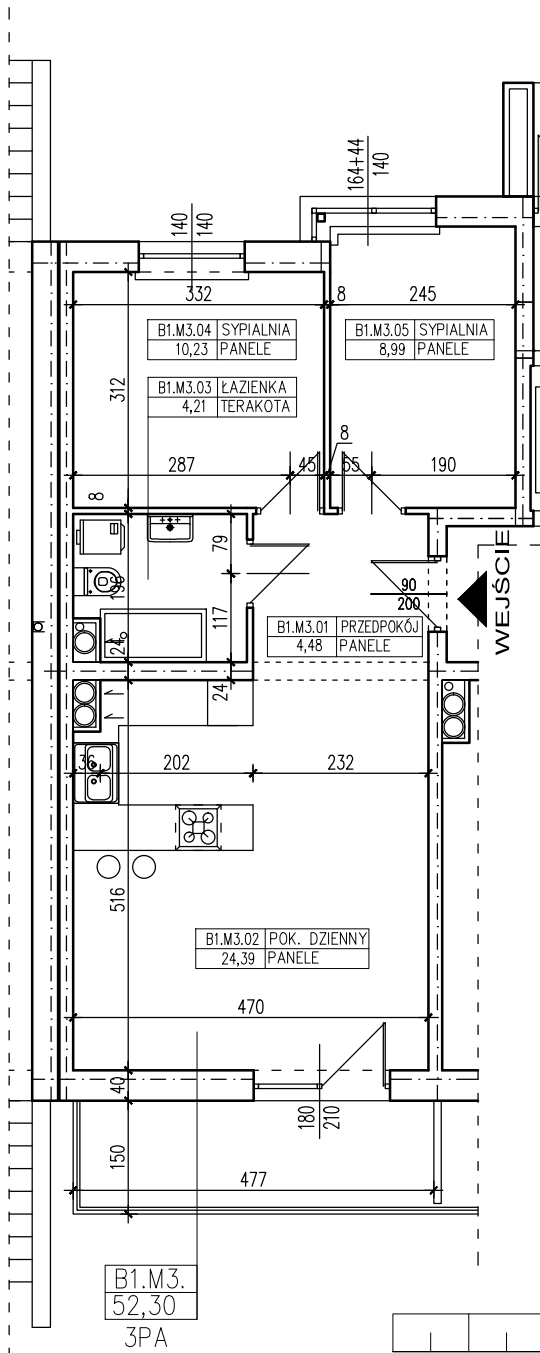 164+44
140
140
140
332
8
245
B1.M3.04 SYPIALNIA
10,23 PANELE
B1.M3.05 SYPIALNIA
8,99 PANELE
B1.M3.03 ŁAZIENKA
4,21 TERAKOTA
312
8
287
45
55
190
8
79
196
117
90
200
WEJŚCIE
B1.M3.01 PRZEDPOKÓJ
4,48 PANELE
24
24
36
202
232
516
B1.M3.02 POK. DZIENNY
24,39 PANELE
470
40
180
210
150
477
B1.M3.
52,30
3PA